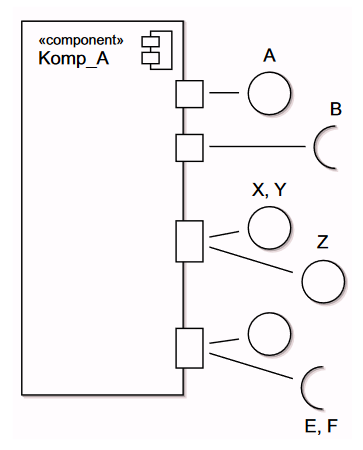 «component»
Komp_A
A
B
X, Y
Z
E, F